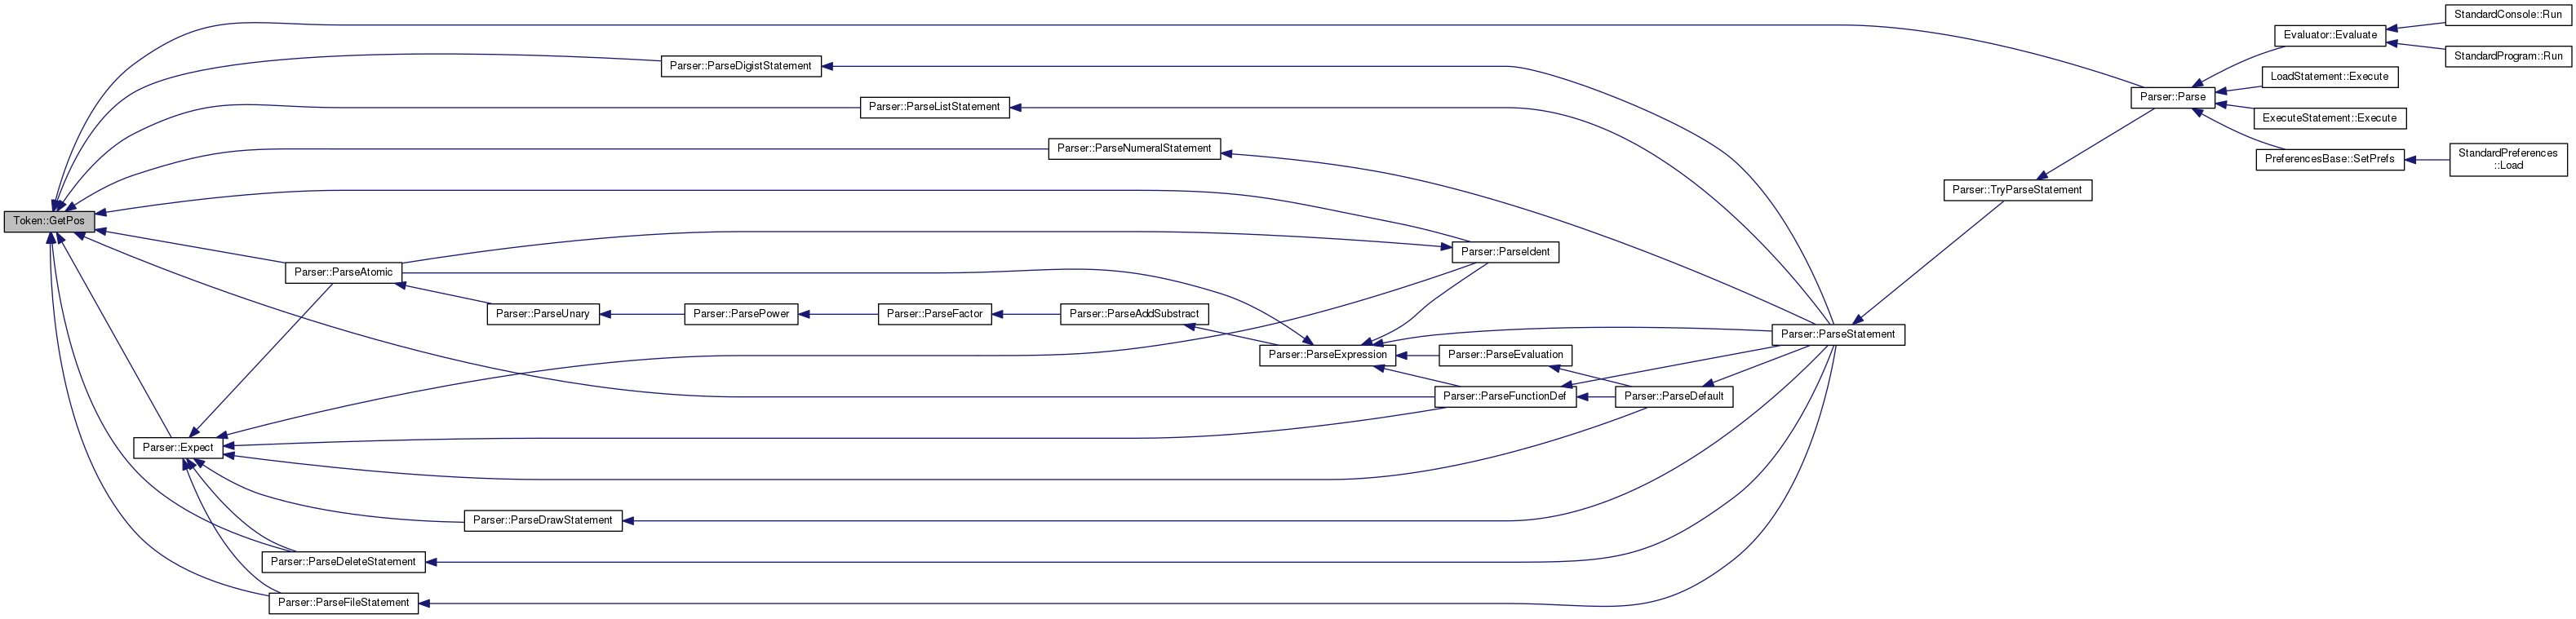 StandardConsole::Run
Evaluator::Evaluate
StandardProgram::Run
Parser::ParseDigistStatement
LoadStatement::Execute
Parser::Parse
Parser::ParseListStatement
ExecuteStatement::Execute
Parser::ParseNumeralStatement
PreferencesBase::SetPrefs
StandardPreferences
::Load
Parser::TryParseStatement
Token::GetPos
Parser::ParseIdent
Parser::ParseAtomic
Parser::ParseUnary
Parser::ParsePower
Parser::ParseFactor
Parser::ParseAddSubstract
Parser::ParseStatement
Parser::ParseExpression
Parser::ParseEvaluation
Parser::ParseFunctionDef
Parser::ParseDefault
Parser::Expect
Parser::ParseDrawStatement
Parser::ParseDeleteStatement
Parser::ParseFileStatement